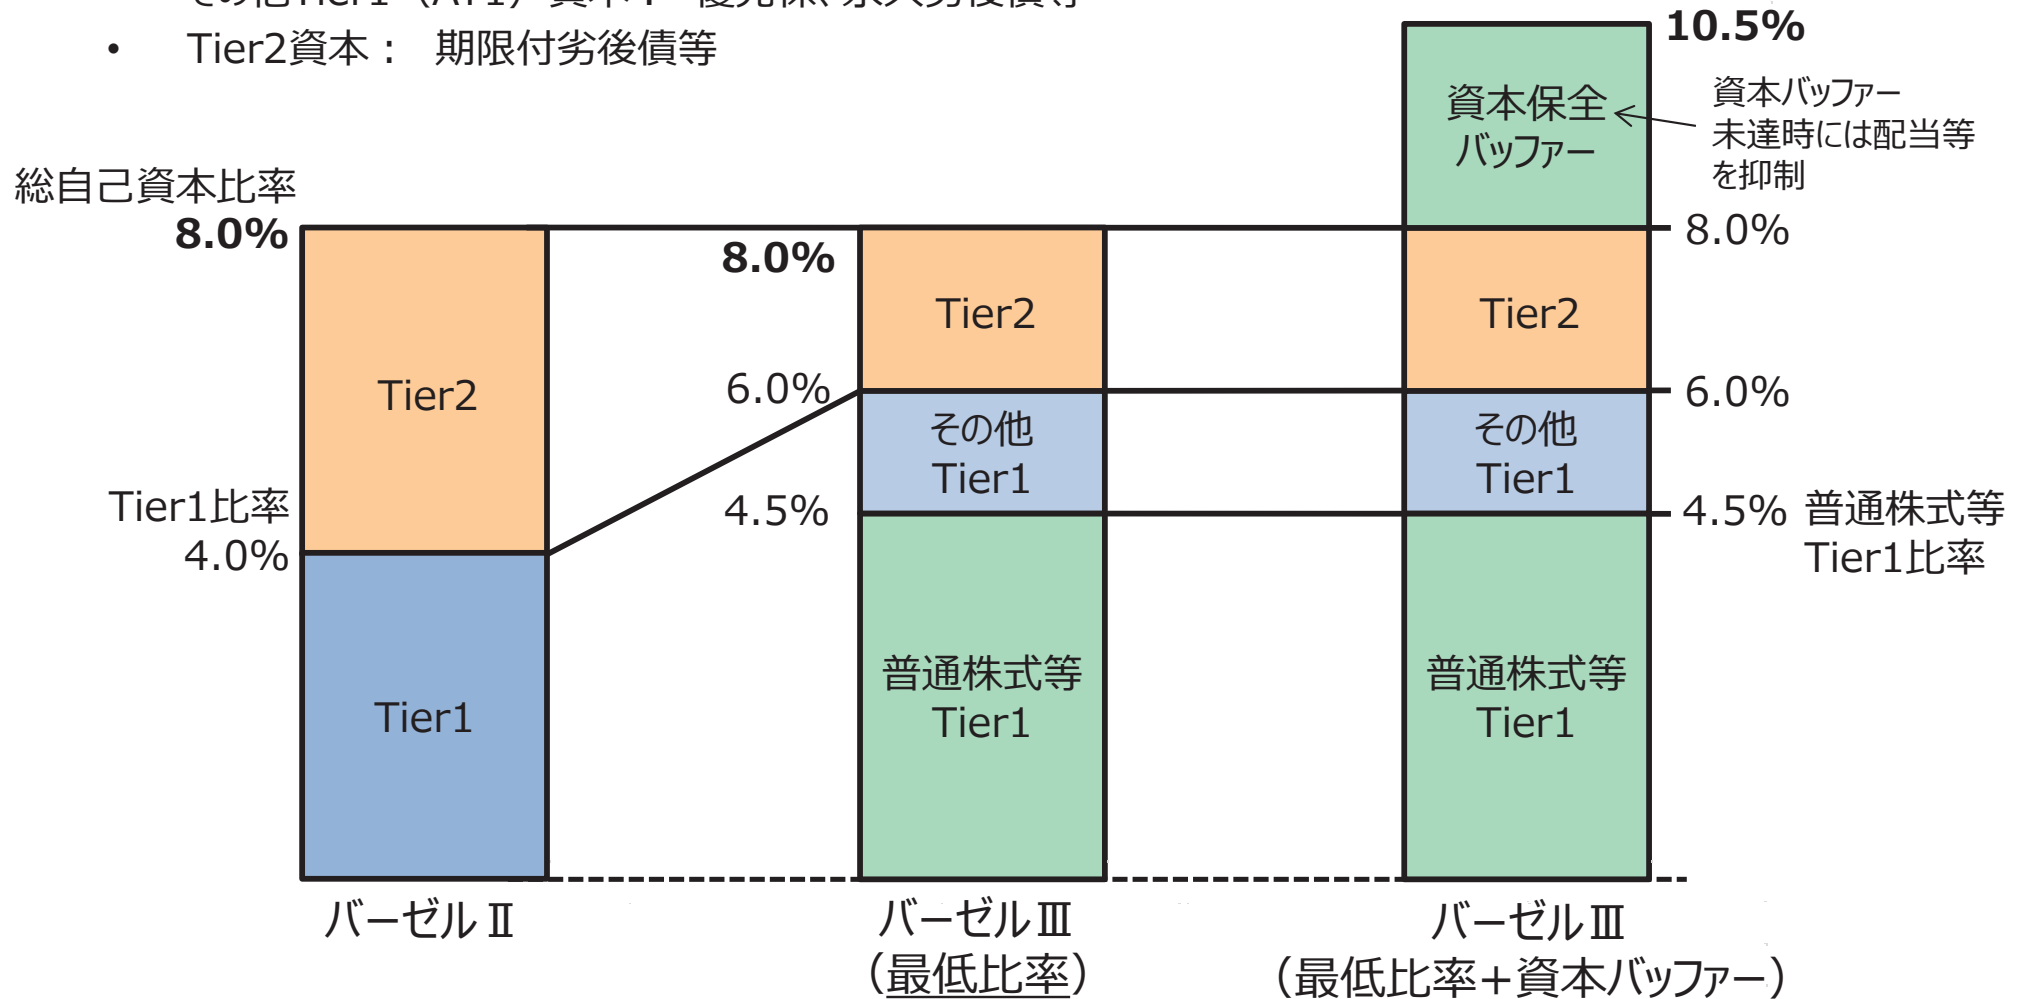 • Tier2資本： 期限付劣後債等
10.5%
資本保全
バッファー
資本バッファー
未達時には配当等
を抑制
総自己資本比率
8.0%
8.0%
8.0%
Tier2
Tier2
Tier2
6.0%
6.0%
その他
Tier1
その他
Tier1
Tier1比率
4.0%
4.5%
4.5%
普通株式等
Tier1比率
Tier1
普通株式等
Tier1
普通株式等
Tier1
バーゼルⅡ
バーゼルⅢ
（最低比率）
バーゼルⅢ
（最低比率+資本バッファー）